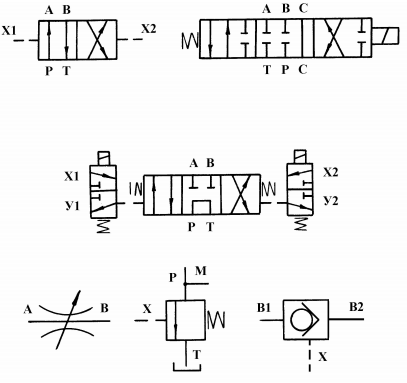 A B
X1 X2
P T
A B C
T P C
A B
X1 X2
У1 У2
P T
P M
A B X B1 B2
T X